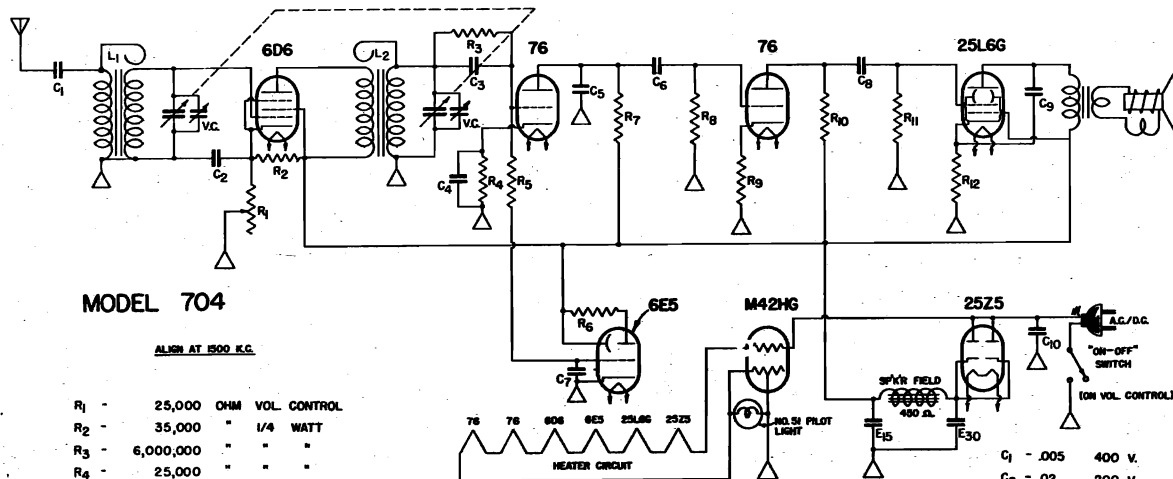 L1
C1
V.C.
6D6
C2
R2
R1
L2
R3
C3
V.C.
76
C4
R4
R5
C5
R7
C6
R8
76
R9
R10
C8
R11
25L6G
R12
C9
MODEL 704
ALIGN AT 1500 K.C.
R6
6E5
C7
M42HG
25Z5
A.C./D.C.
C10
"ON-OFF"
SWITCH
(ON VOL. CONTROL)
SP'K'R FIELD
450 Ω
E15
E30
NO. 51 PILOT
LIGHT
76 76 6D6 6E5 25L6G 25Z5
HEATER CIRCUIT
R1 - 25,000 OHM VOL. CONTROL
R2 - 35,000 " 1/4 WATT
R3 - 6,000,000 " " "
R4 - 25,000 " " "
C1 - .005 400 V.
C2 - .02 200 V.